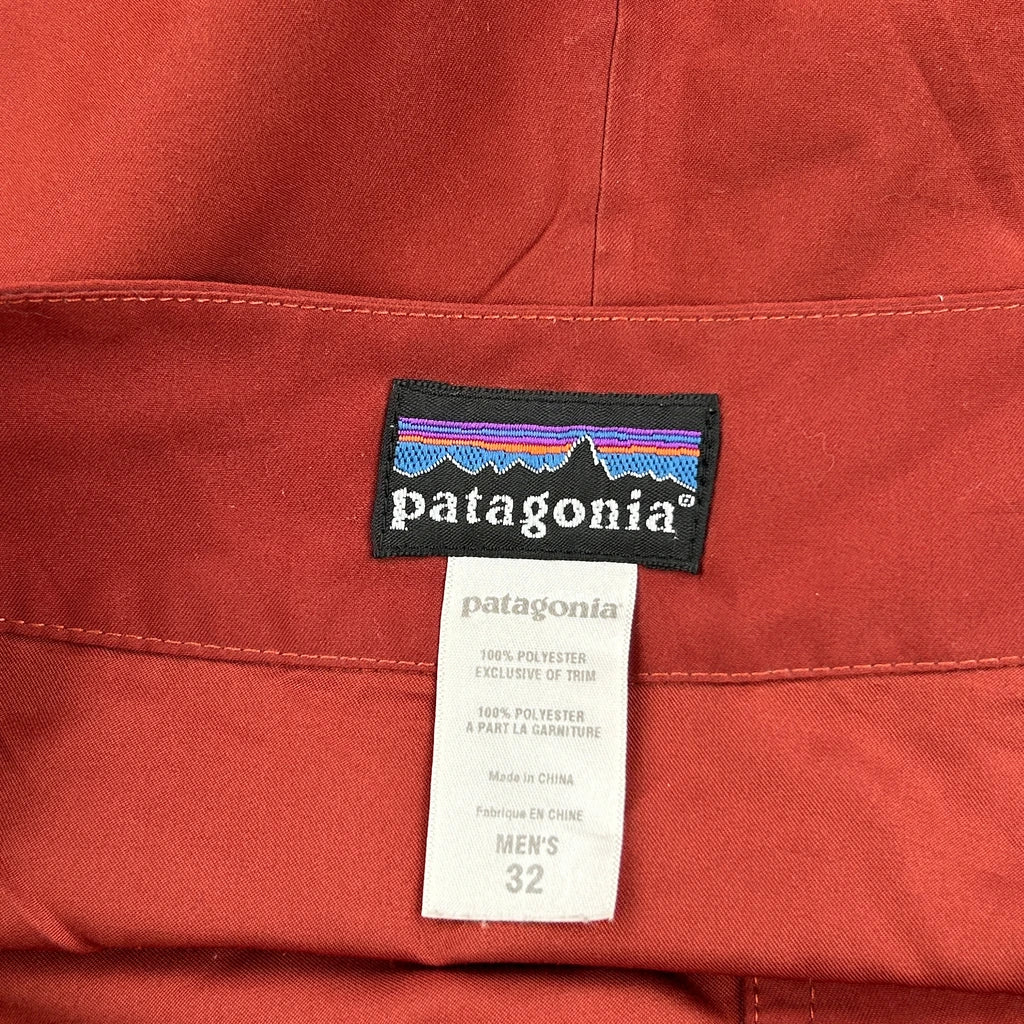 patagonia®
patagonia
100% POLYESTER
EXCLUSIVE OF TRIM
100% POLYESTER
A PART LA GARNITURE
Made in CHINA
Fabrique EN CHINE
MEN'S
32